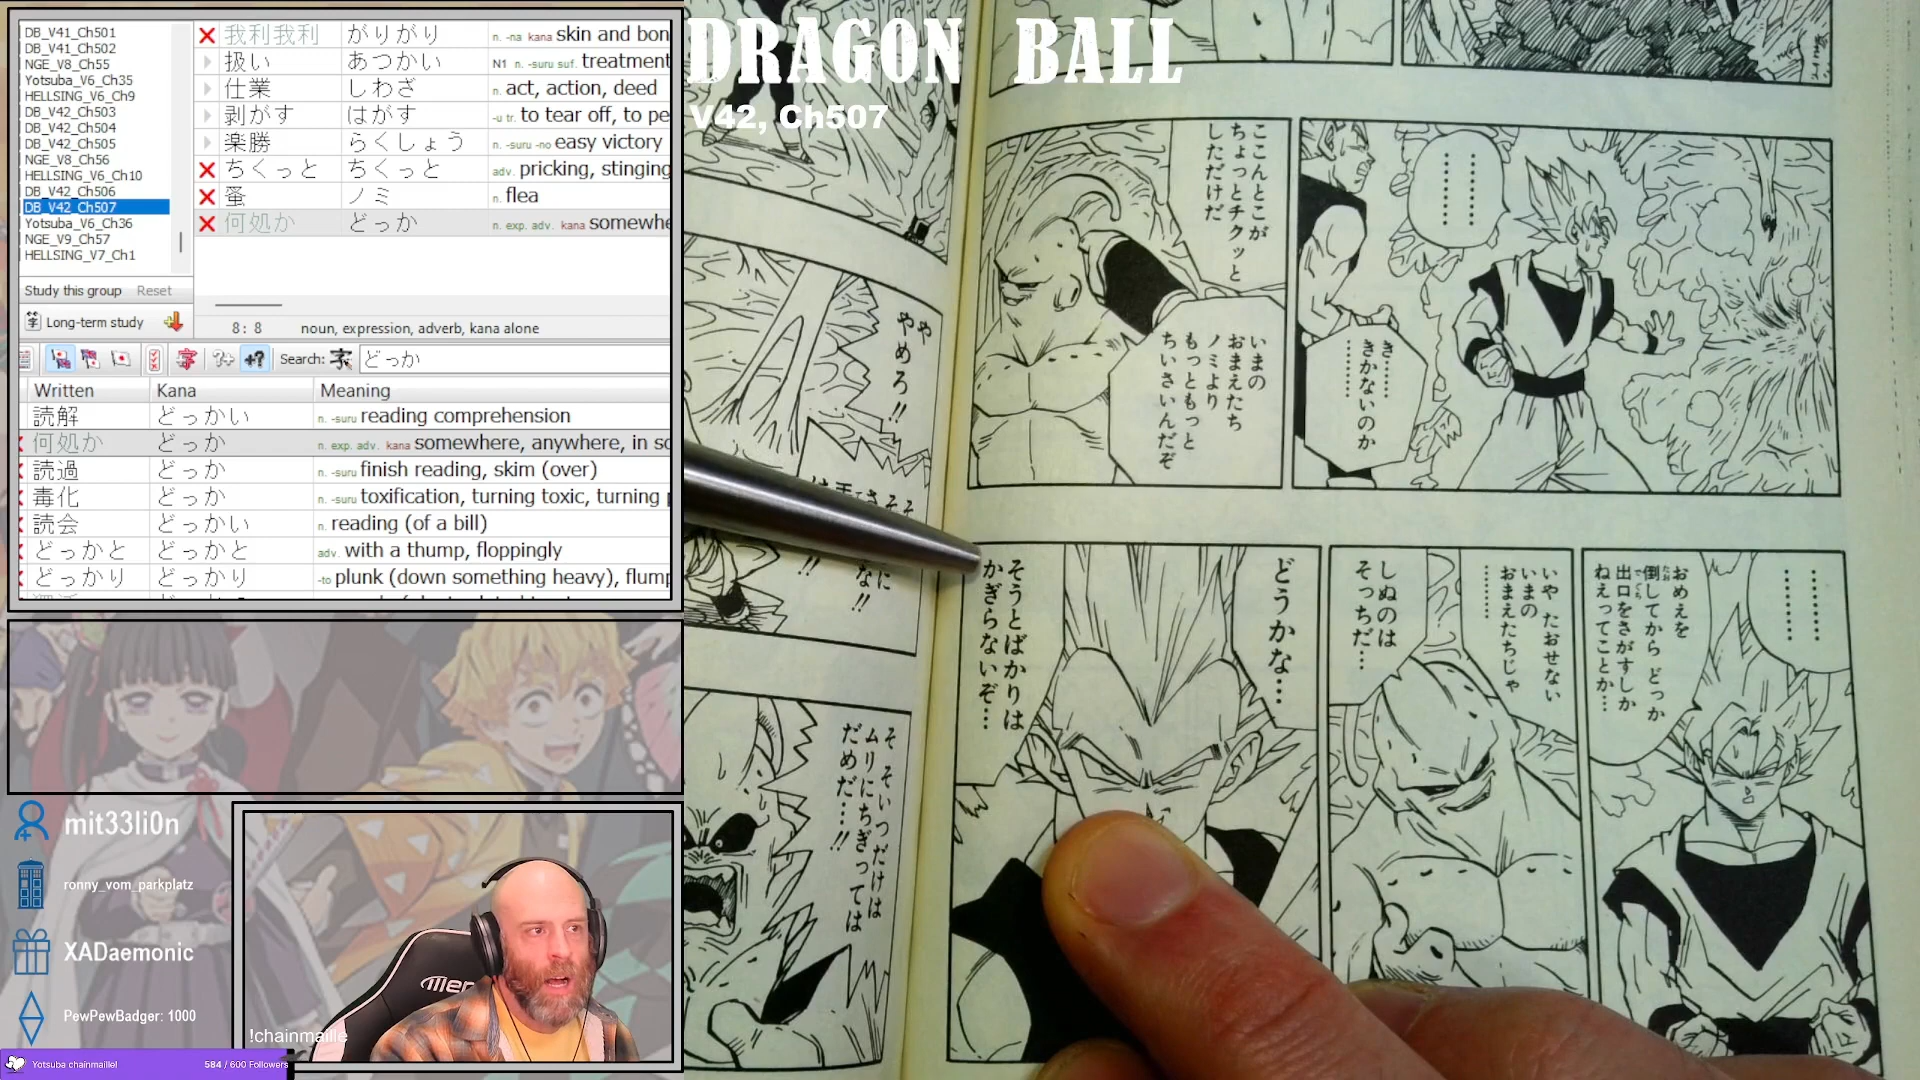 DB_V41_Ch501
DB_V41_Ch502
NGE_V8_Ch55
Yotsuba_V6_Ch35
HELLSING_V6_Ch9
DB_V42_Ch503
DB_V42_Ch504
DB_V42_Ch505
NGE_V8_Ch56
HELLSING_V6_Ch10
DB_V42_Ch506
DB_V42_Ch507
Yotsuba_V6_Ch36
NGE_V9_Ch57
HELLSING_V7_Ch1
Study this group Reset
Long-term study
我利我利 がりがり n. -na kana skin and bon
扱い あつかい N1 n. -suru suf. treatment
仕業 しわざ n. act, action, deed
剥がす はがす -u tr. to tear off, to pe
楽勝 らくしょう n. -suru -no easy victory
ちくっと ちくっと adv. pricking, stinging
蚤 ノミ n. flea
何処か どっか n. exp. adv. kana somewhe
8: 8 noun, expression, adverb, kana alone
Search: どっか
Written Kana Meaning
読解 どっかい n. -suru reading comprehension
何処か どっか n. exp. adv. kana somewhere, anywhere, in so
読過 どっか n. -suru finish reading, skim (over)
毒化 どっか n. -suru toxification, turning toxic, turning
読会 どっかい n. reading (of a bill)
どっかと どっかと adv. with a thump, floppingly
どっかり どっかり -to plunk (down something heavy), flump
mit33li0n
ronny_vom_parkplatz
XADaemonic
PewPewBadger: 1000
Yotsuba chainmaille!
584 / 600 Followers
!chainmaille
DRAGON BALL
V42, Ch507
…………
き………
きかないのか
…………
ここんとこが
ちょっとチクッと
しただけだ
いまの
おまえたち
ノミより
もっともっと
ちいさいんだぞ
…………
おめえを
倒してから どっか
出口をさがすしか
ねえってことか…
いや たおせない
いまの
おまえたちじゃ
…………
しぬのは
そっちだ…
どうかな…
そうとばかりは
かぎらないぞ…
や
やめろ!!
そ そいつだけは
ムリにちぎっては
だめだ…!!